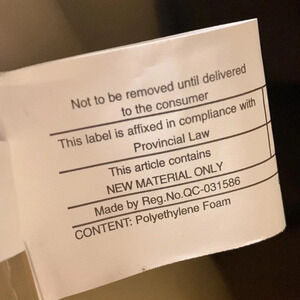 Not to be removed until delivered
to the consumer
This label is affixed in compliance with
Provincial Law
This article contains
NEW MATERIAL ONLY
Made by Reg.No.QC-031586
CONTENT: Polyethylene Foam